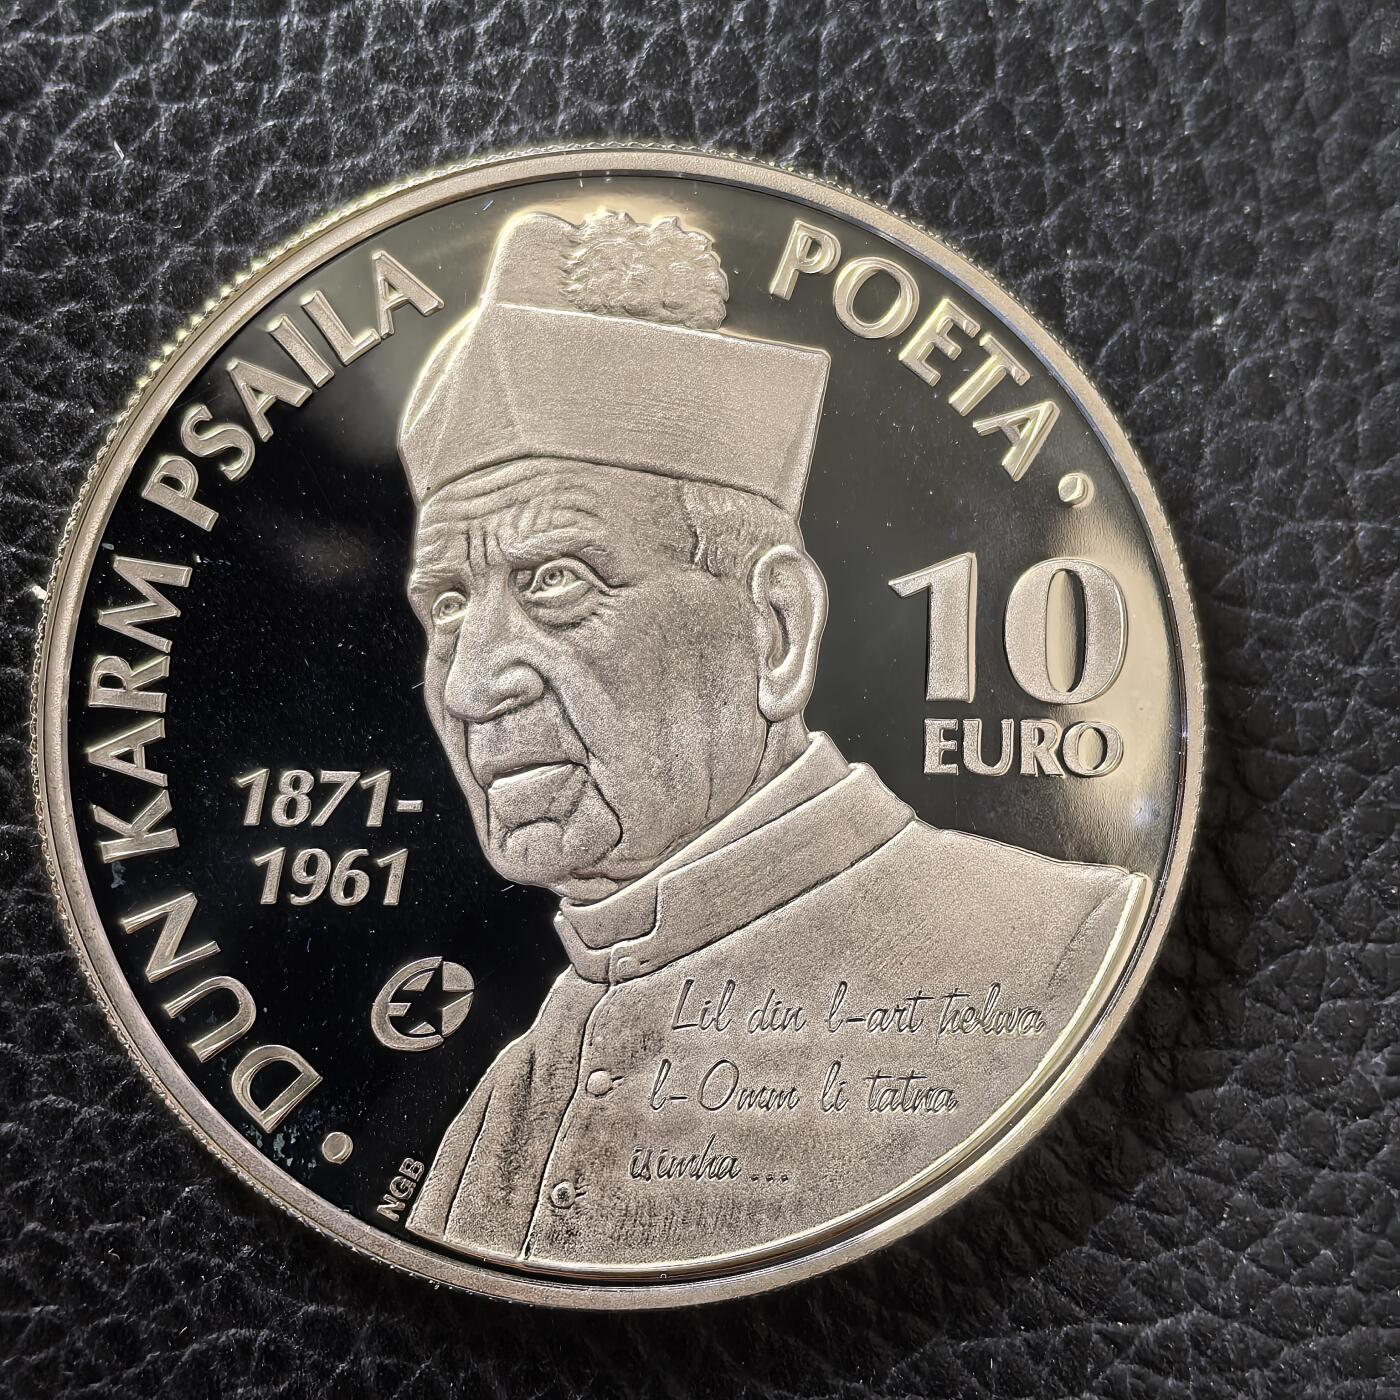 • DUN KARM PSAILA POETA •
10
EURO
1871-
1961
Lil din l-art ħelwa
l-Omm li tatna
isimha ...
NGB